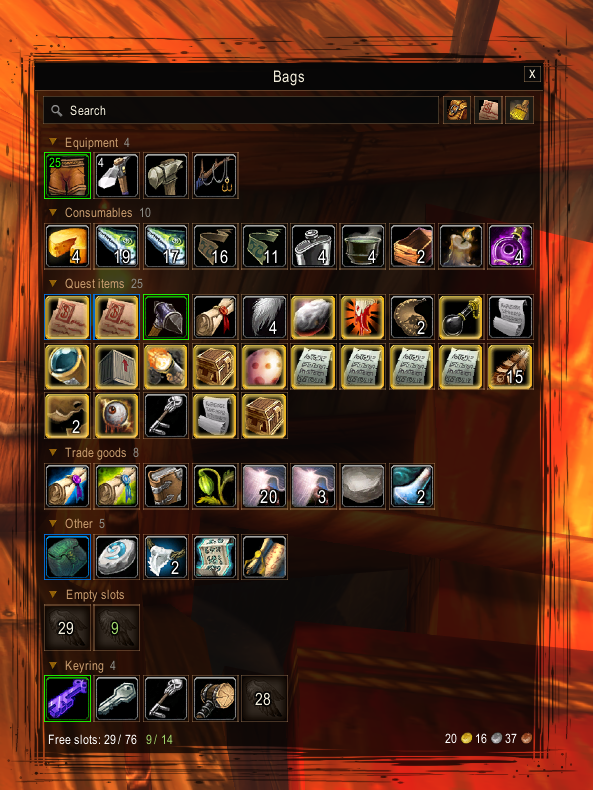 Bags
X
Search
Equipment 4
25 4
Consumables 10
4 19 17 16 11 4 4 2 4
Quest items 25
4 2
15
2
Trade goods 8
20 3 2
Other 5
2
Empty slots
29 9
Keyring 4
28
Free slots: 29 / 76 9 / 14
20 16 37